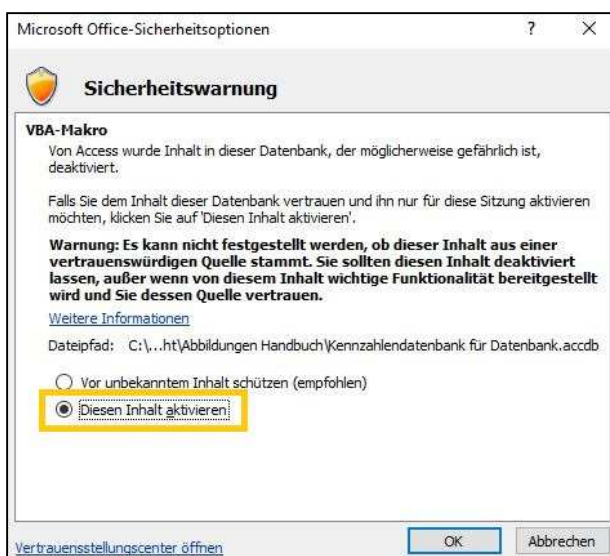 Microsoft Office-Sicherheitsoptionen ? X
Sicherheitswarnung
VBA-Makro
Von Access wurde Inhalt in dieser Datenbank, der möglicherweise gefährlich ist,
deaktiviert.
Falls Sie dem Inhalt dieser Datenbank vertrauen und ihn nur für diese Sitzung aktivieren
möchten, klicken Sie auf 'Diesen Inhalt aktivieren'.
Warnung: Es kann nicht festgestellt werden, ob dieser Inhalt aus einer
vertrauenswürdigen Quelle stammt. Sie sollten diesen Inhalt deaktiviert
lassen, außer wenn von diesem Inhalt wichtige Funktionalität bereitgestellt
wird und Sie dessen Quelle vertrauen.
Weitere Informationen
Dateipfad: C:\...ht\Abbildungen Handbuch\Kennzahlendatenbank für Datenbank.accdb
Vor unbekanntem Inhalt schützen (empfohlen)
Diesen Inhalt aktivieren
Vertrauensstellungscenter öffnen OK Abbrechen